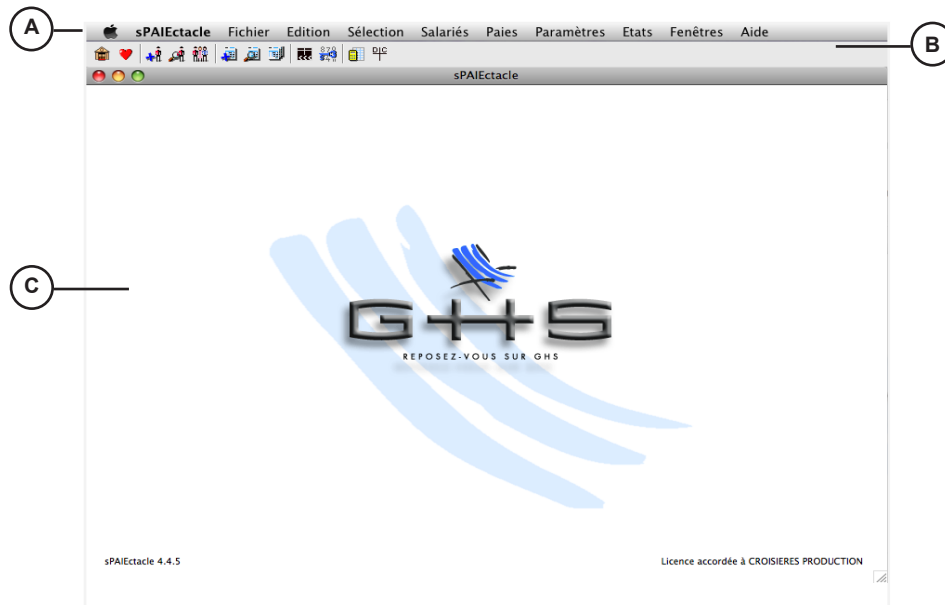 A
sPAIEctacle Fichier Edition Sélection Salariés Paies Paramètres Etats Fenêtres Aide
B
D|C
sPAIEctacle
C
GHS
REPOSEZ-VOUS SUR GHS
sPAIEctacle 4.4.5
Licence accordée à CROISIERES PRODUCTION